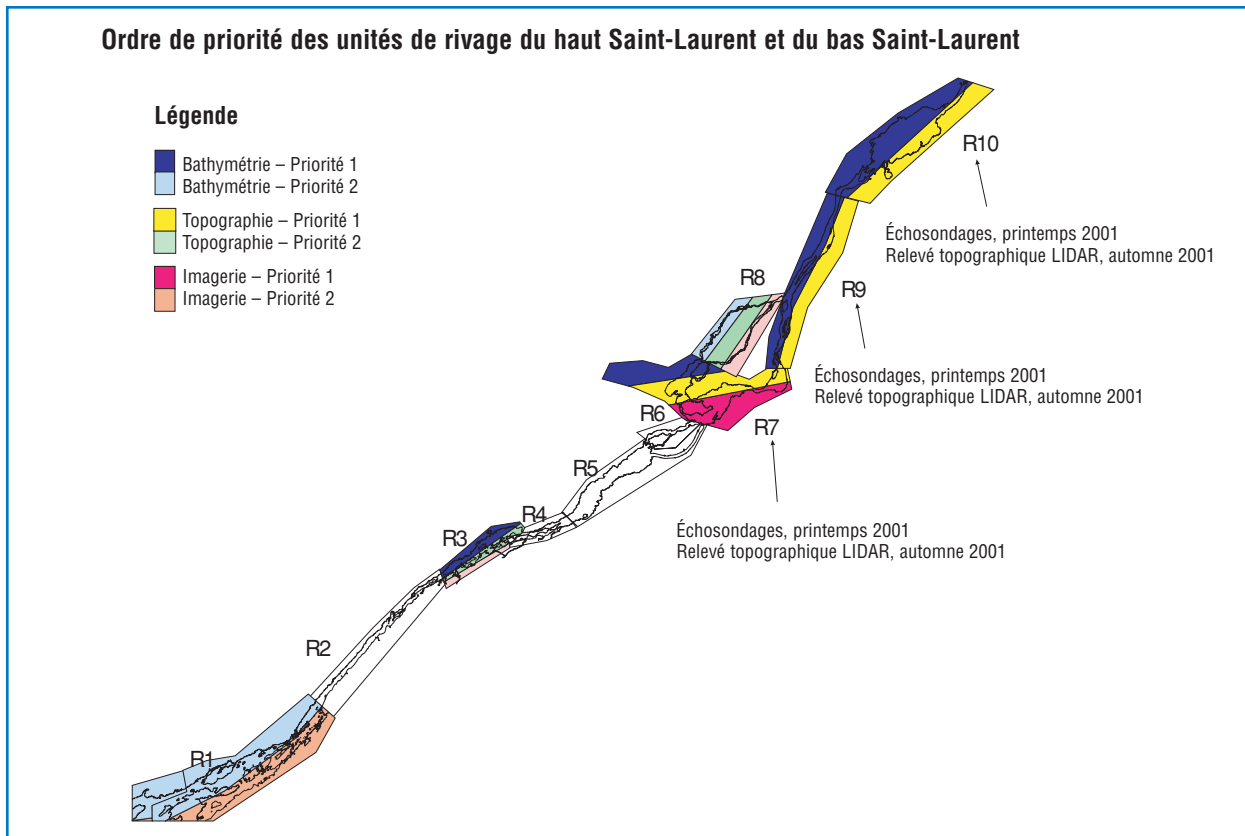 Ordre de priorité des unités de rivage du haut Saint-Laurent et du bas Saint-Laurent
Légende
Bathymétrie – Priorité 1
Bathymétrie – Priorité 2
Topographie – Priorité 1
Topographie – Priorité 2
Imagerie – Priorité 1
Imagerie – Priorité 2
R10
Échosondages, printemps 2001
Relevé topographique LIDAR, automne 2001
R8
R9
Échosondages, printemps 2001
Relevé topographique LIDAR, automne 2001
R6
R7
R5
R4
Échosondages, printemps 2001
Relevé topographique LIDAR, automne 2001
R3
R2
R1